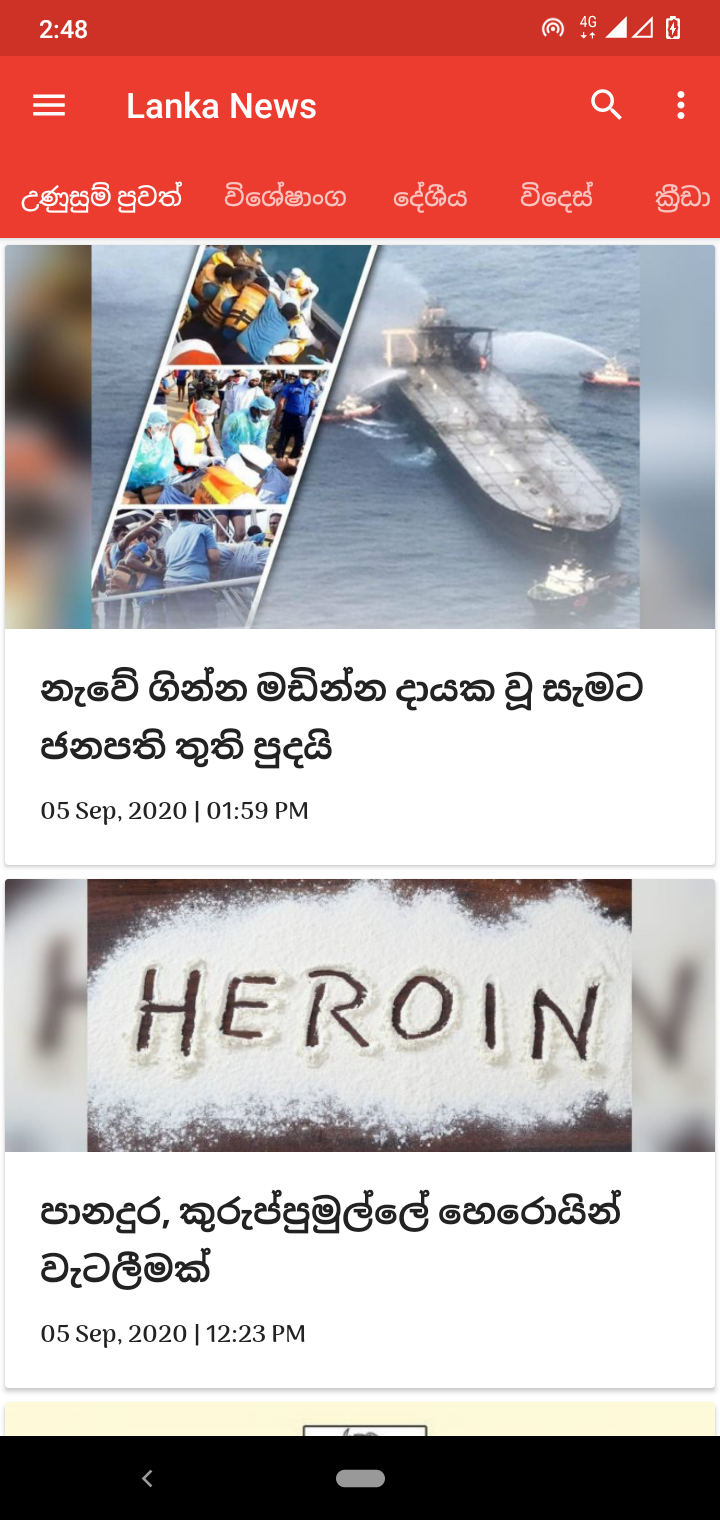 2:48
4G
Lanka News
උණුසුම් පුවත් විශේෂාංග දේශීය විදෙස් ක්‍රීඩා
නැවේ ගින්න මඩින්න දායක වූ සැමට
ජනපති තුති පුදයි
05 Sep, 2020 | 01:59 PM
HEROIN
පානදුර, කුරුප්පුමුල්ලේ හෙරොයින්
වැටලීමක්
05 Sep, 2020 | 12:23 PM